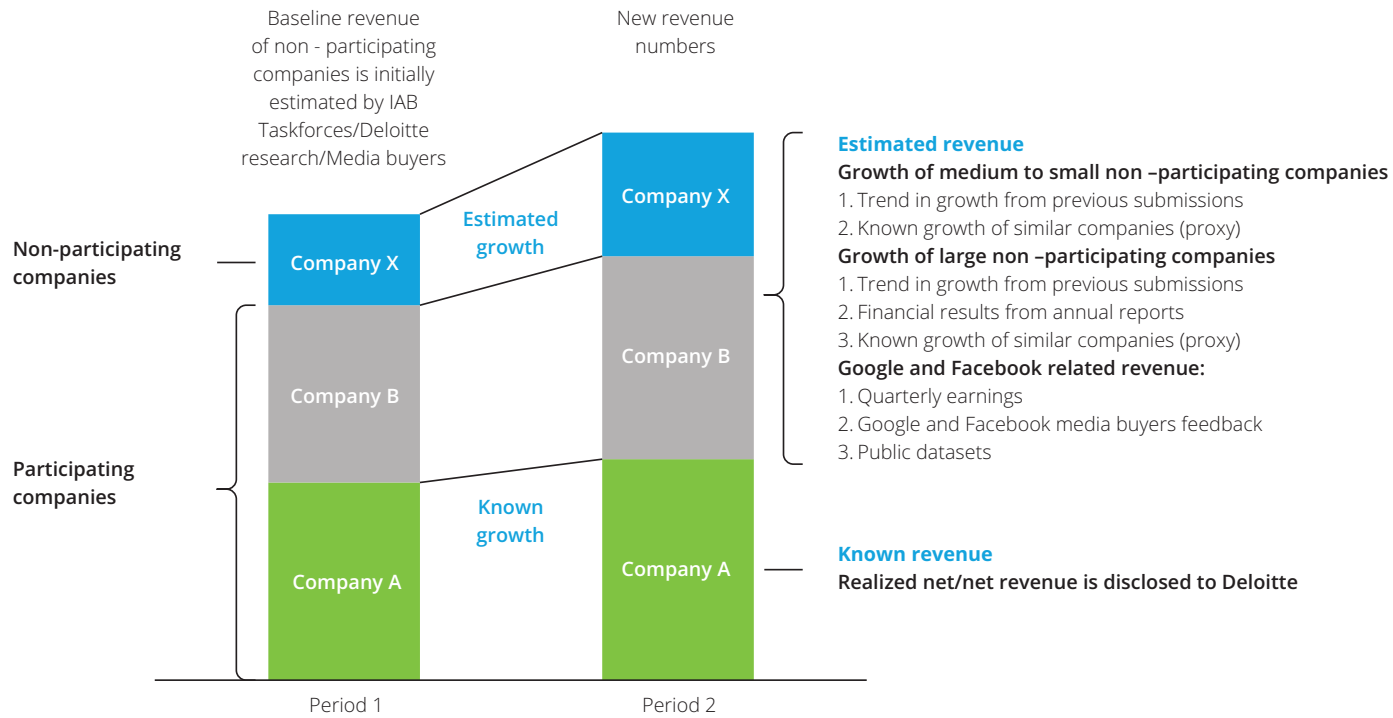 Baseline revenue
of non - participating
companies is initially
estimated by IAB
Taskforces/Deloitte
research/Media buyers
New revenue
numbers
Non-participating
companies
Participating
companies
Company X
Company B
Company A
Estimated
growth
Known
growth
Company X
Company B
Company A
Estimated revenue
Growth of medium to small non –participating companies
1. Trend in growth from previous submissions
2. Known growth of similar companies (proxy)
Growth of large non –participating companies
1. Trend in growth from previous submissions
2. Financial results from annual reports
3. Known growth of similar companies (proxy)
Google and Facebook related revenue:
1. Quarterly earnings
2. Google and Facebook media buyers feedback
3. Public datasets
Known revenue
Realized net/net revenue is disclosed to Deloitte
Period 1
Period 2